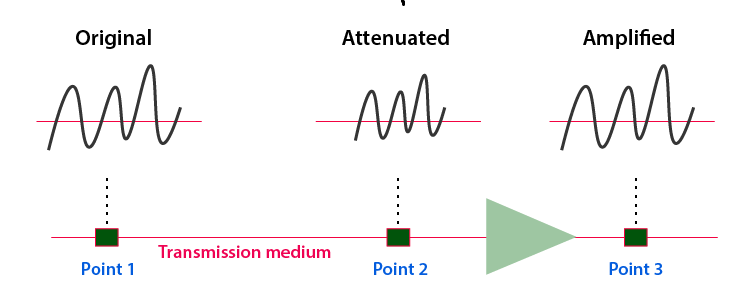 Original
Attenuated
Amplified
Transmission medium
Point 1
Point 2
Point 3